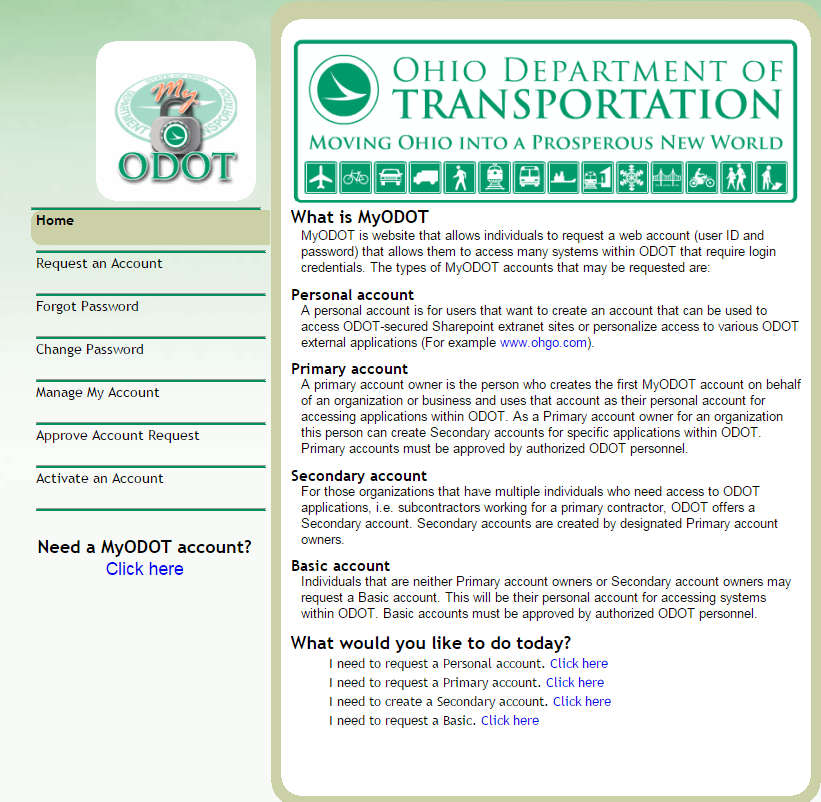 My
ODOT
Home
Request an Account
Forgot Password
Change Password
Manage My Account
Approve Account Request
Activate an Account
Need a MyODOT account?
Click here
OHIO DEPARTMENT OF
TRANSPORTATION
MOVING OHIO INTO A PROSPEROUS NEW WORLD
What is MyODOT
MyODOT is website that allows individuals to request a web account (user ID and
password) that allows them to access many systems within ODOT that require login
credentials. The types of MyODOT accounts that may be requested are:
Personal account
A personal account is for users that want to create an account that can be used to
access ODOT-secured Sharepoint extranet sites or personalize access to various ODOT
external applications (For example www.ohgo.com).
Primary account
A primary account owner is the person who creates the first MyODOT account on behalf
of an organization or business and uses that account as their personal account for
accessing applications within ODOT. As a Primary account owner for an organization
this person can create Secondary accounts for specific applications within ODOT.
Primary accounts must be approved by authorized ODOT personnel.
Secondary account
For those organizations that have multiple individuals who need access to ODOT
applications, i.e. subcontractors working for a primary contractor, ODOT offers a
Secondary account. Secondary accounts are created by designated Primary account
owners.
Basic account
Individuals that are neither Primary account owners or Secondary account owners may
request a Basic account. This will be their personal account for accessing systems
within ODOT. Basic accounts must be approved by authorized ODOT personnel.
What would you like to do today?
I need to request a Personal account. Click here
I need to request a Primary account. Click here
I need to create a Secondary account. Click here
I need to request a Basic. Click here